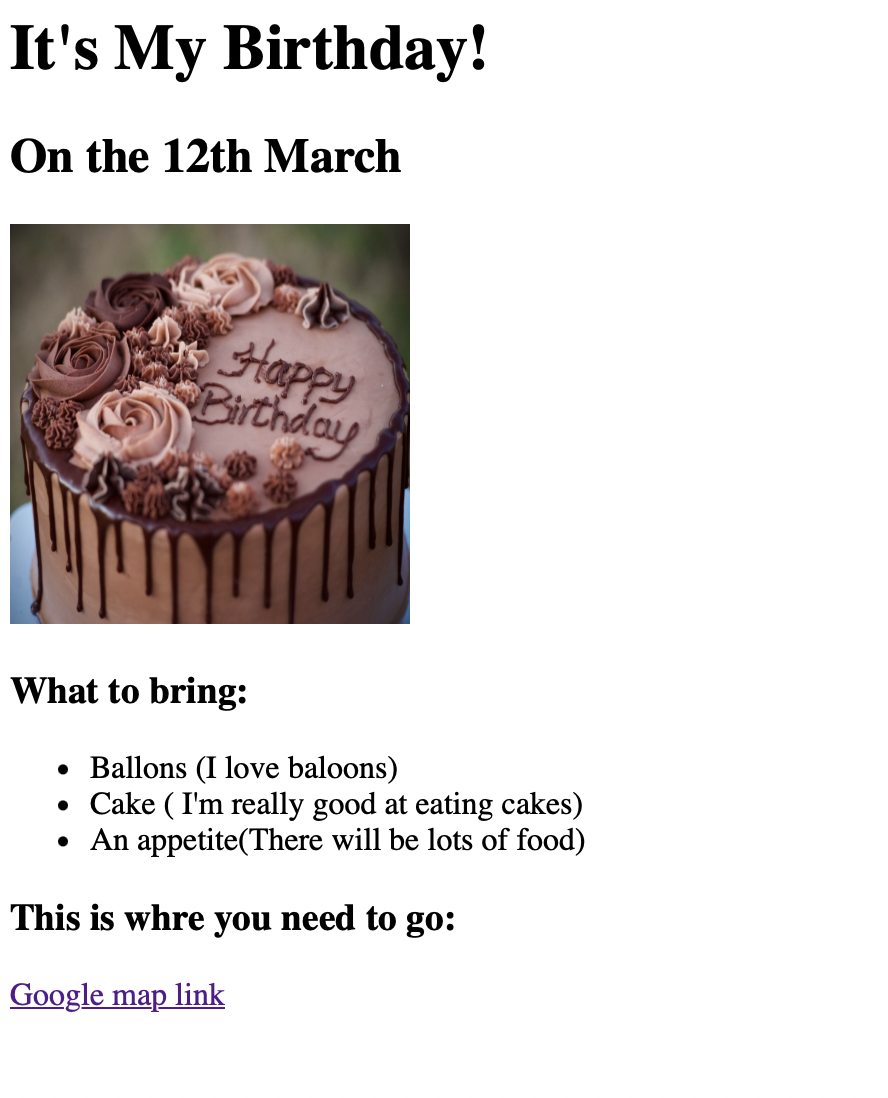 It's My Birthday!
On the 12th March
Happy
Birthday
What to bring:
Ballons (I love baloons)
Cake ( I'm really good at eating cakes)
An appetite(There will be lots of food)
This is whre you need to go:
Google map link